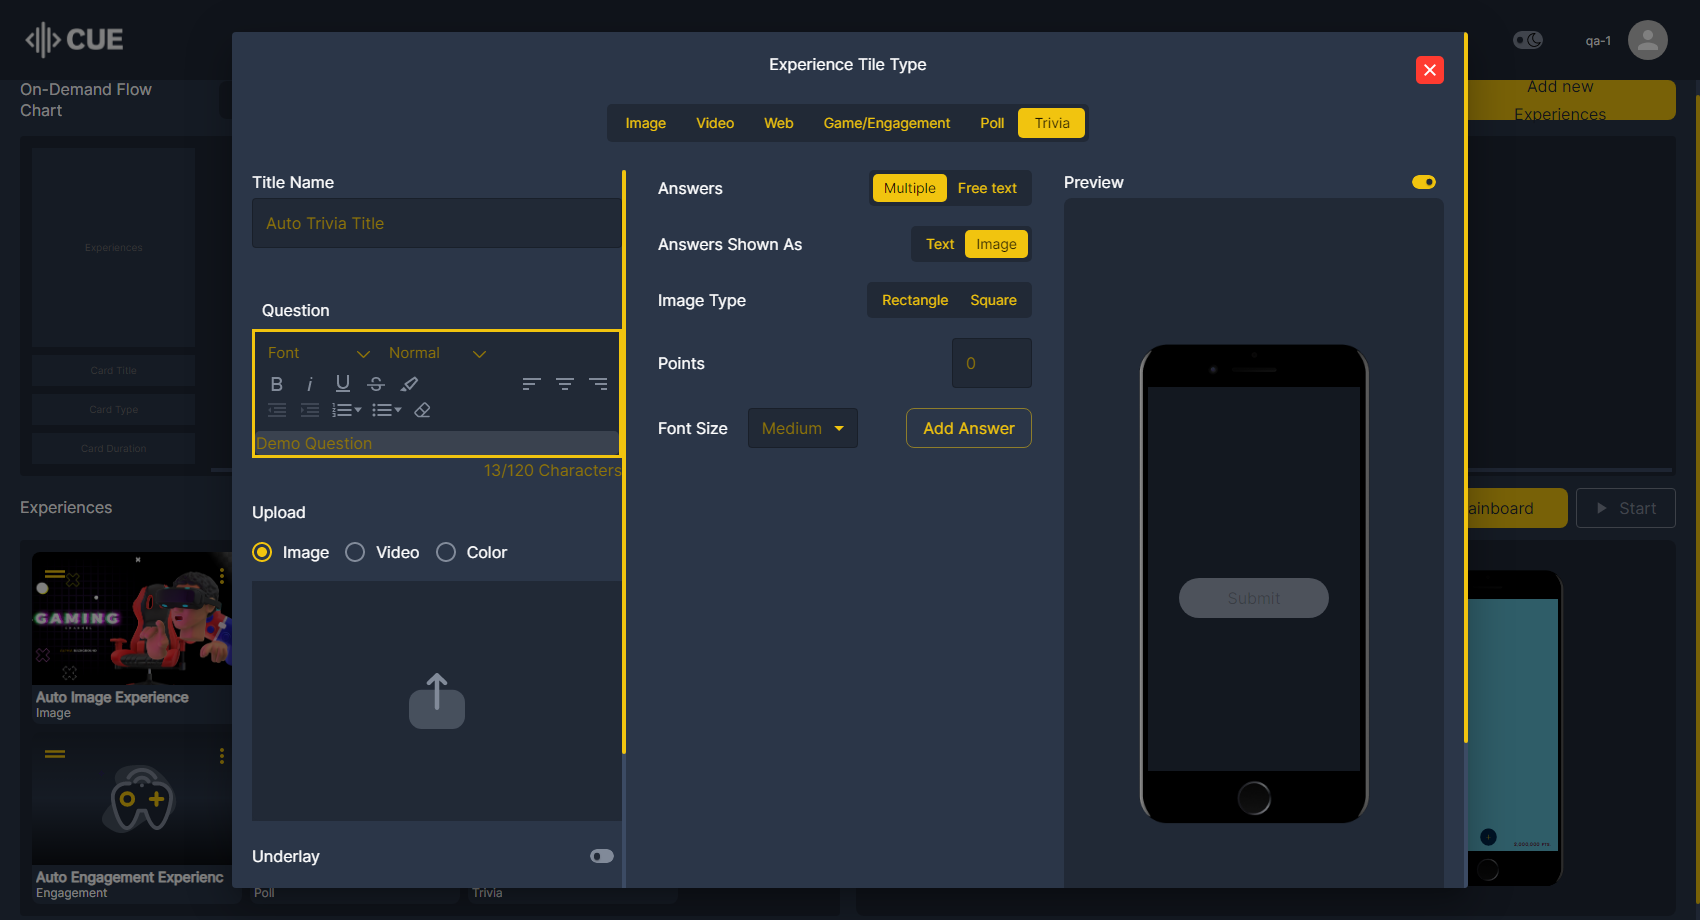 CUE
Experience Tile Type
qa-1
On-Demand Flow
Chart
Add new
Experiences
Image
Video
Web
Game/Engagement
Poll
Trivia
Title Name
Auto Trivia Title
Question
Font
Normal
B
i
U
S
Demo Question
13/120 Characters
Upload
Image
Video
Color
Underlay
Answers
Multiple
Free text
Answers Shown As
Text
Image
Image Type
Rectangle
Square
Points
0
Font Size
Medium
Add Answer
Preview
Submit
Experiences
Card Title
Card Type
Card Duration
Experiences
ainboard
Start
GAMING
Auto Image Experience
Image
Auto Engagement Experienc
Engagement
Poll
Trivia